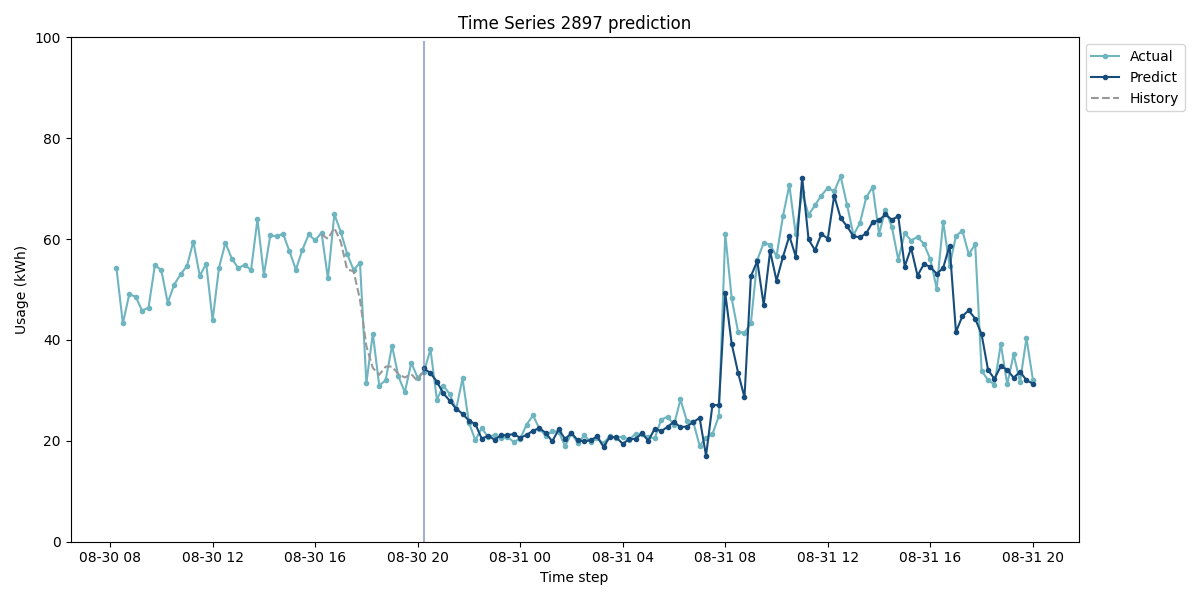 Time Series 2897 prediction
Actual
Predict
History
Usage (kWh)
100
80
60
40
20
0
08-30 08 08-30 12 08-30 16 08-30 20 08-31 00 08-31 04 08-31 08 08-31 12 08-31 16 08-31 20
Time step